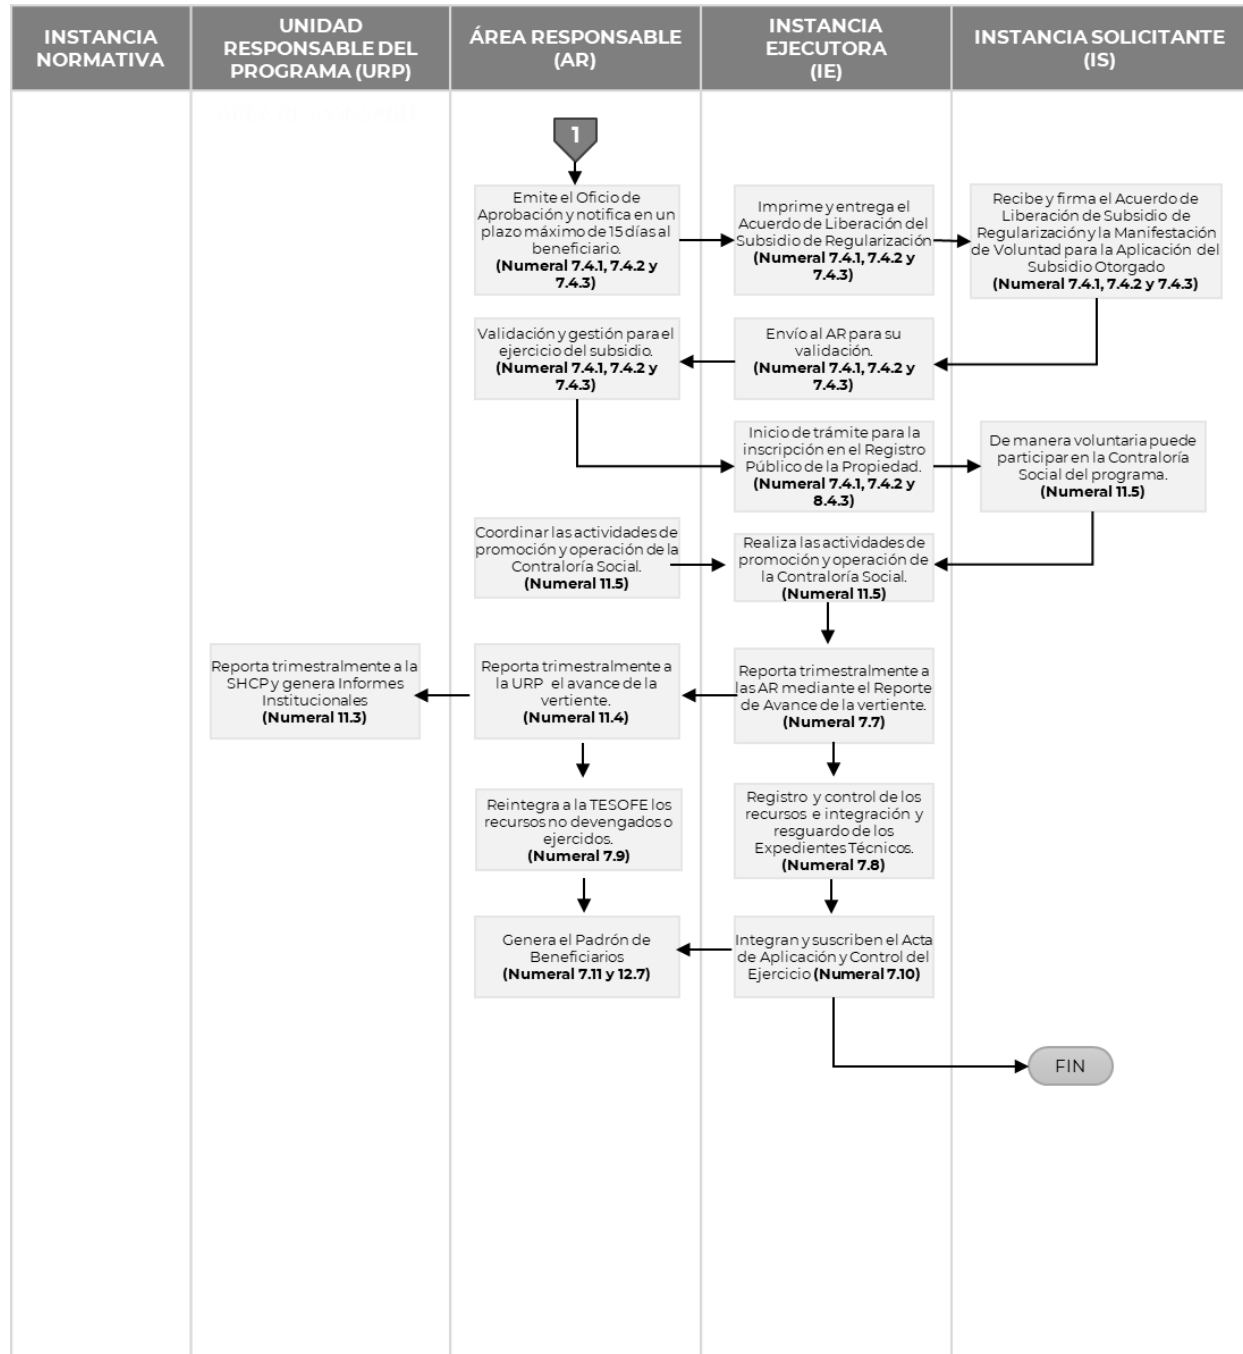 INSTANCIA
NORMATIVA
UNIDAD
RESPONSABLE DEL
PROGRAMA (URP)
ÁREA RESPONSABLE
(AR)
INSTANCIA
EJECUTORA
(IE)
INSTANCIA SOLICITANTE
(IS)
1
Emite el Oficio de
Aprobación y notifica en un
plazo máximo de 15 días al
beneficiario.
(Numeral 7.4.1, 7.4.2 y
7.4.3)
Imprime y entrega el
Acuerdo de Liberación del
Subsidio de Regularización
(Numeral 7.4.1, 7.4.2 y
7.4.3)
Recibe y firma el Acuerdo de
Liberación de Subsidio de
Regularización y la Manifestación
de Voluntad para la Aplicación del
Subsidio Otorgado
(Numeral 7.4.1, 7.4.2 y 7.4.3)
Validación y gestión para el
ejercicio del subsidio.
(Numeral 7.4.1, 7.4.2 y
7.4.3)
Envío al AR para su
validación.
(Numeral 7.4.1, 7.4.2 y
7.4.3)
Inicio de trámite para la
inscripción en el Registro
Público de la Propiedad.
(Numeral 7.4.1, 7.4.2 y
8.4.3)
De manera voluntaria puede
participar en la Contraloría
Social del programa.
(Numeral 11.5)
Coordinar las actividades de
promoción y operación de la
Contraloría Social.
(Numeral 11.5)
Realiza las actividades de
promoción y operación de
la Contraloría Social.
(Numeral 11.5)
Reporta trimestralmente a la
SHCP y genera Informes
Institucionales
(Numeral 11.3)
Reporta trimestralmente a
la URP el avance de la
vertiente.
(Numeral 11.4)
Reporta trimestralmente a
las AR mediante el Reporte
de Avance de la vertiente.
(Numeral 7.7)
Reintegra a la TESOFE los
recursos no devengados o
ejercidos.
(Numeral 7.9)
Registro y control de los
recursos e integración y
resguardo de los
Expedientes Técnicos.
(Numeral 7.8)
Genera el Padrón de
Beneficiarios
(Numeral 7.11 y 12.7)
Integran y suscriben el Acta
de Aplicación y Control del
Ejercicio (Numeral 7.10)
FIN